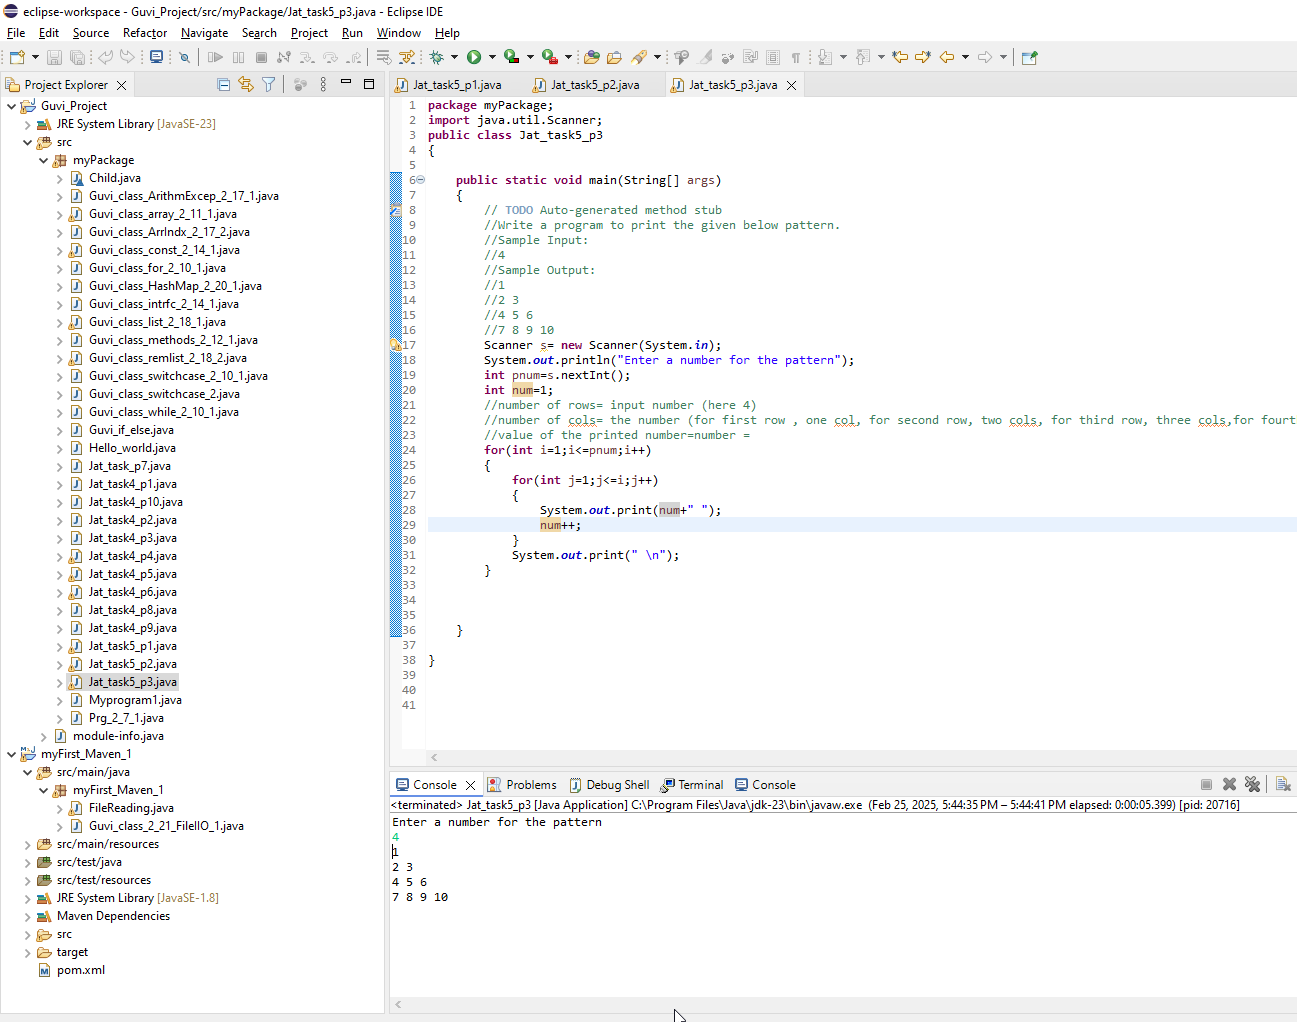 eclipse-workspace - Guvi_Project/src/myPackage/Jat_task5_p3.java - Eclipse IDE
File Edit Source Refactor Navigate Search Project Run Window Help
Project Explorer
Guvi_Project
JRE System Library [JavaSE-23]
src
myPackage
Child.java
Guvi_class_ArithmExcep_2_17_1.java
Guvi_class_array_2_11_1.java
Guvi_class_ArrIndx_2_17_2.java
Guvi_class_const_2_14_1.java
Guvi_class_for_2_10_1.java
Guvi_class_HashMap_2_20_1.java
Guvi_class_intrfc_2_14_1.java
Guvi_class_list_2_18_1.java
Guvi_class_methods_2_12_1.java
Guvi_class_remlist_2_18_2.java
Guvi_class_switchcase_2_10_1.java
Guvi_class_switchcase_2.java
Guvi_class_while_2_10_1.java
Guvi_if_else.java
Hello_world.java
Jat_task_p7.java
Jat_task4_p1.java
Jat_task4_p10.java
Jat_task4_p2.java
Jat_task4_p3.java
Jat_task4_p4.java
Jat_task4_p5.java
Jat_task4_p6.java
Jat_task4_p8.java
Jat_task4_p9.java
Jat_task5_p1.java
Jat_task5_p2.java
Jat_task5_p3.java
Myprogram1.java
Prg_2_7_1.java
module-info.java
myFirst_Maven_1
src/main/java
myFirst_Maven_1
FileReading.java
Guvi_class_2_21_FileIIO_1.java
src/main/resources
src/test/java
src/test/resources
JRE System Library [JavaSE-1.8]
Maven Dependencies
src
target
pom.xml
Jat_task5_p1.java Jat_task5_p2.java Jat_task5_p3.java
1 package myPackage;
2 import java.util.Scanner;
3 public class Jat_task5_p3
4 {
5
6 public static void main(String[] args)
7 {
8 // TODO Auto-generated method stub
9 //Write a program to print the given below pattern.
10 //Sample Input:
11 //4
12 //Sample Output:
13 //1
14 //2 3
15 //4 5 6
16 //7 8 9 10
17 Scanner s= new Scanner(System.in);
18 System.out.println("Enter a number for the pattern");
19 int pnum=s.nextInt();
20 int num=1;
21 //number of rows= input number (here 4)
22 //number of cols= the number (for first row , one col, for second row, two cols, for third row, three cols,for fourt
23 //value of the printed number=number =
24 for(int i=1;i<=pnum;i++)
25 {
26 for(int j=1;j<=i;j++)
27 {
28 System.out.print(num+" ");
29 num++;
30 }
31 System.out.print(" \n");
32 }
33
34
35
36 }
37
38 }
39
40
41
Console Problems Debug Shell Terminal Console
<terminated> Jat_task5_p3 [Java Application] C:\Program Files\Java\jdk-23\bin\javaw.exe (Feb 25, 2025, 5:44:35 PM – 5:44:41 PM elapsed: 0:00:05.399) [pid: 20716]
Enter a number for the pattern
4
1
2 3
4 5 6
7 8 9 10